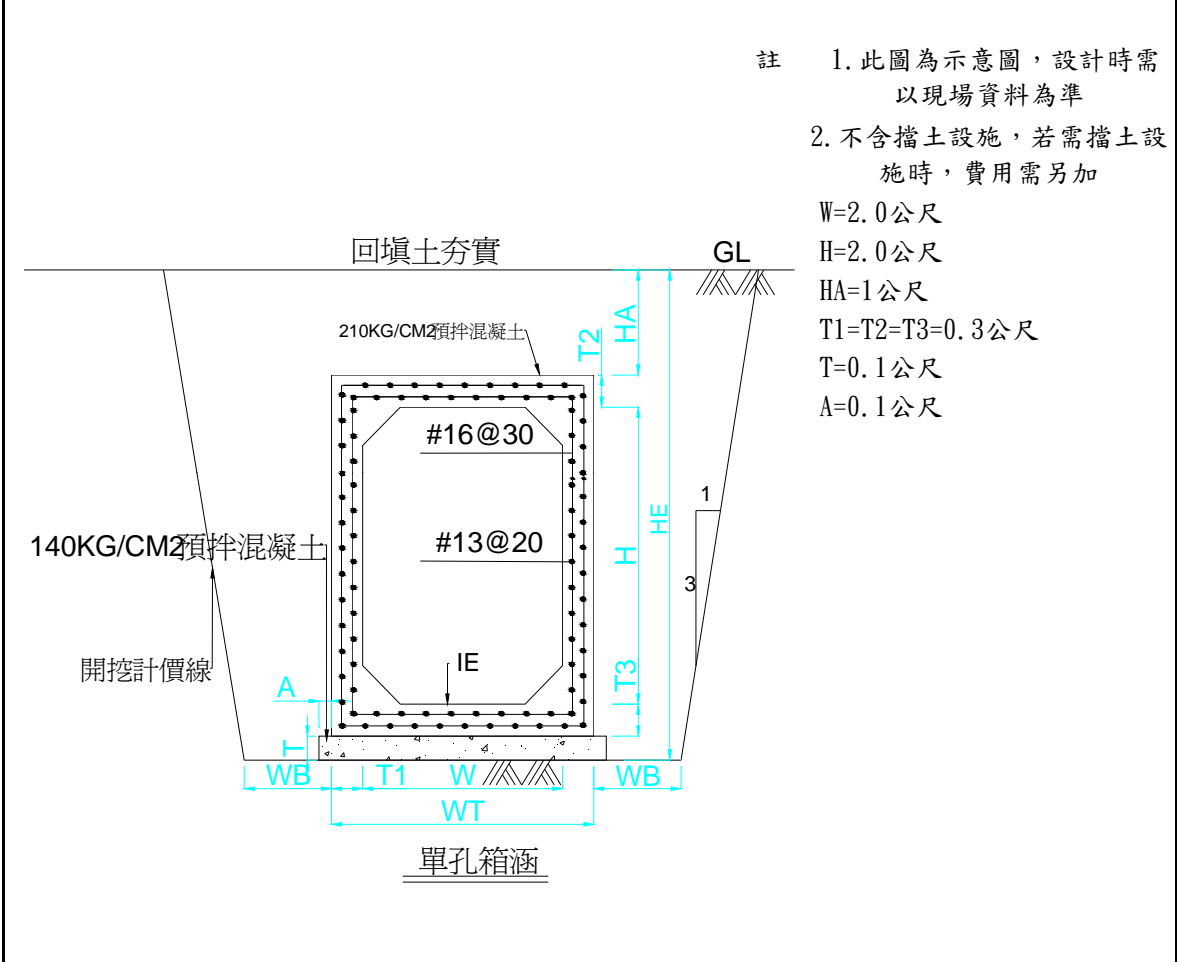 註 1.此圖為示意圖，設計時需
以現場資料為準
2.不含擋土設施，若需擋土設
施時，費用需另加
W=2.0公尺
H=2.0公尺
HA=1公尺
T1=T2=T3=0.3公尺
T=0.1公尺
A=0.1公尺
回填土夯實
GL
210KG/CM2預拌混凝土
T2
HA
#16@30
1
HE
140KG/CM2預拌混凝土
#13@20
H
3
開挖計價線
IE
T3
A
T
WB
T1
W
WB
WT
單孔箱涵